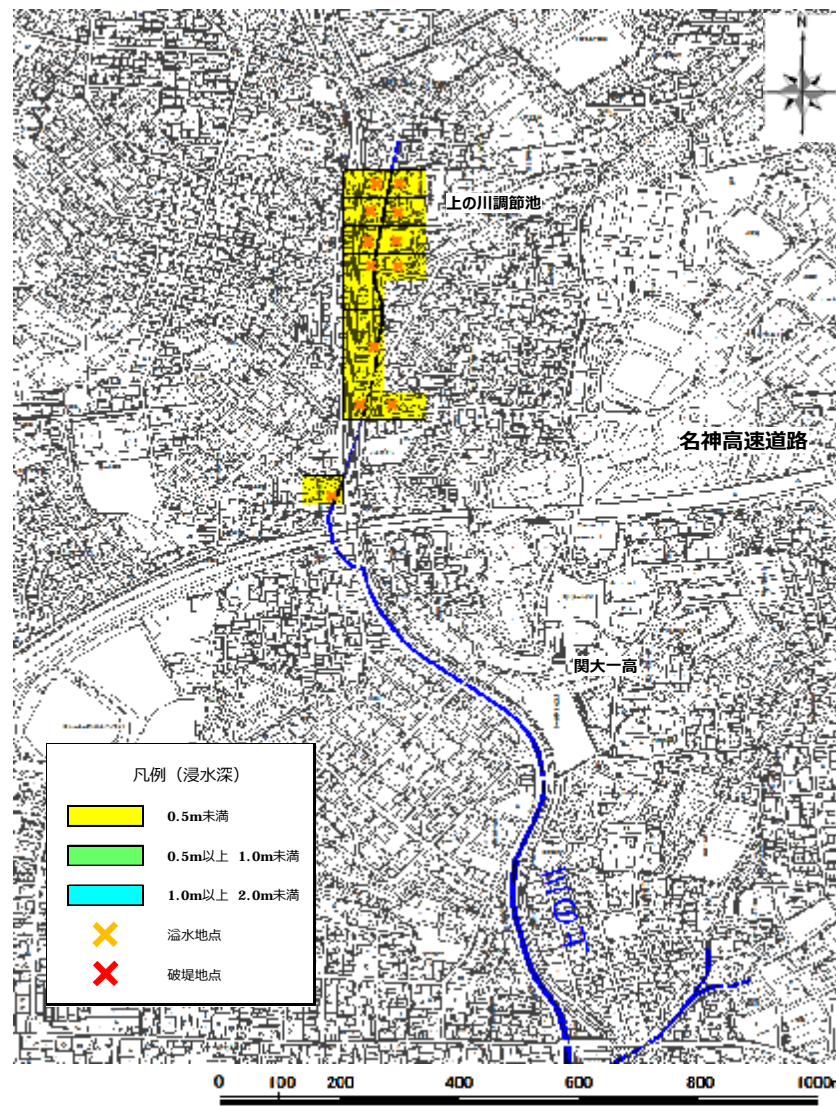 N
上の川調節池
名神高速道路
関大一高
凡例（浸水深）
0.5m未満
0.5m以上 1.0m未満
1.0m以上 2.0m未満
溢水地点
破堤地点
上の川
0 100 200 400 600 800 1000m